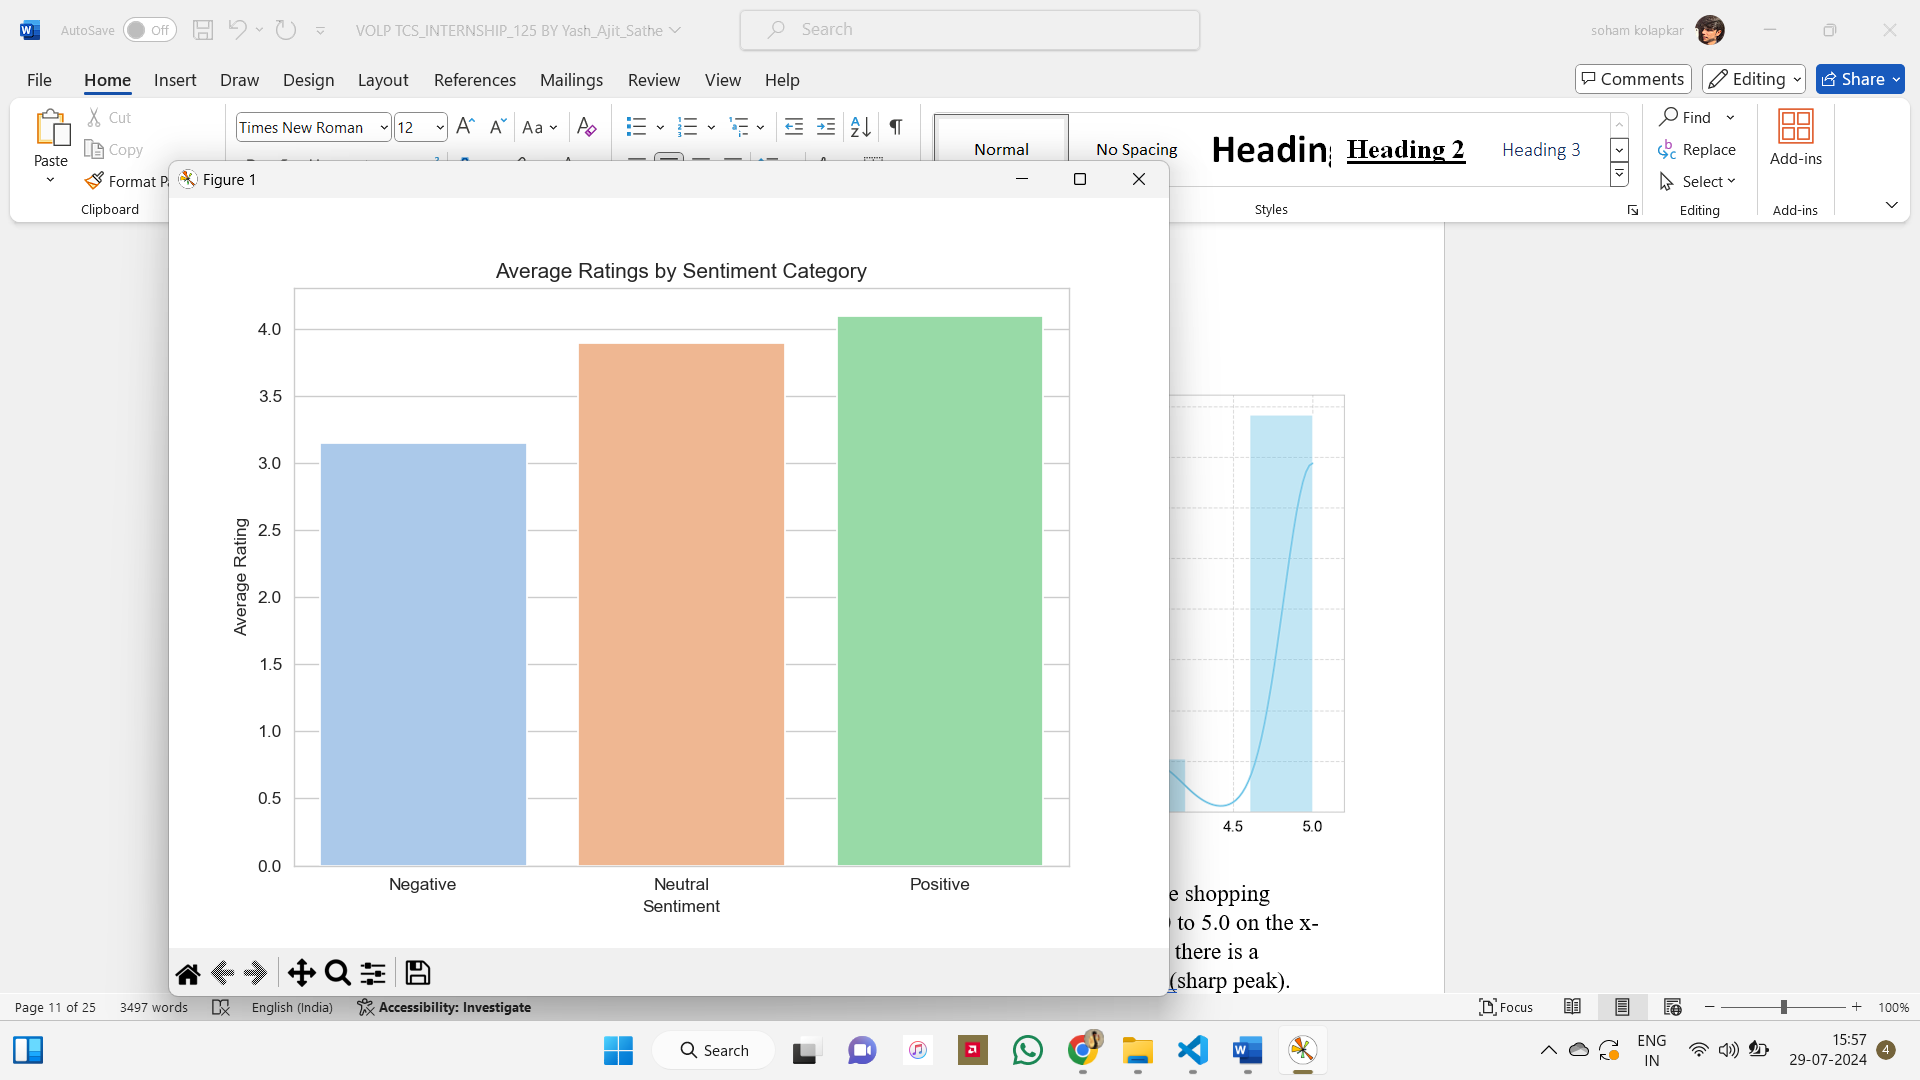 AutoSave Off VOLP TCS_INTERNSHIP_125 BY Yash_Ajit_Sathe Search soham kolapkar
File Home Insert Draw Design Layout References Mailings Review View Help Comments Editing Share
Paste
Cut
Copy
Format
Clipboard
Times New Roman 12 Aa
Normal No Spacing Heading Heading 2 Heading 3
Styles
Find
Replace
Select
Editing
Add-ins
Add-ins
Figure 1
Average Ratings by Sentiment Category
Average Rating
4.0
3.5
3.0
2.5
2.0
1.5
1.0
0.5
0.0
Negative Neutral Positive
Sentiment
4.5 5.0
shopping
to 5.0 on the x-
there is a
(sharp peak).
Page 11 of 25 3497 words English (India) Accessibility: Investigate Focus 100%
Search
ENG
IN
15:57
29-07-2024
4